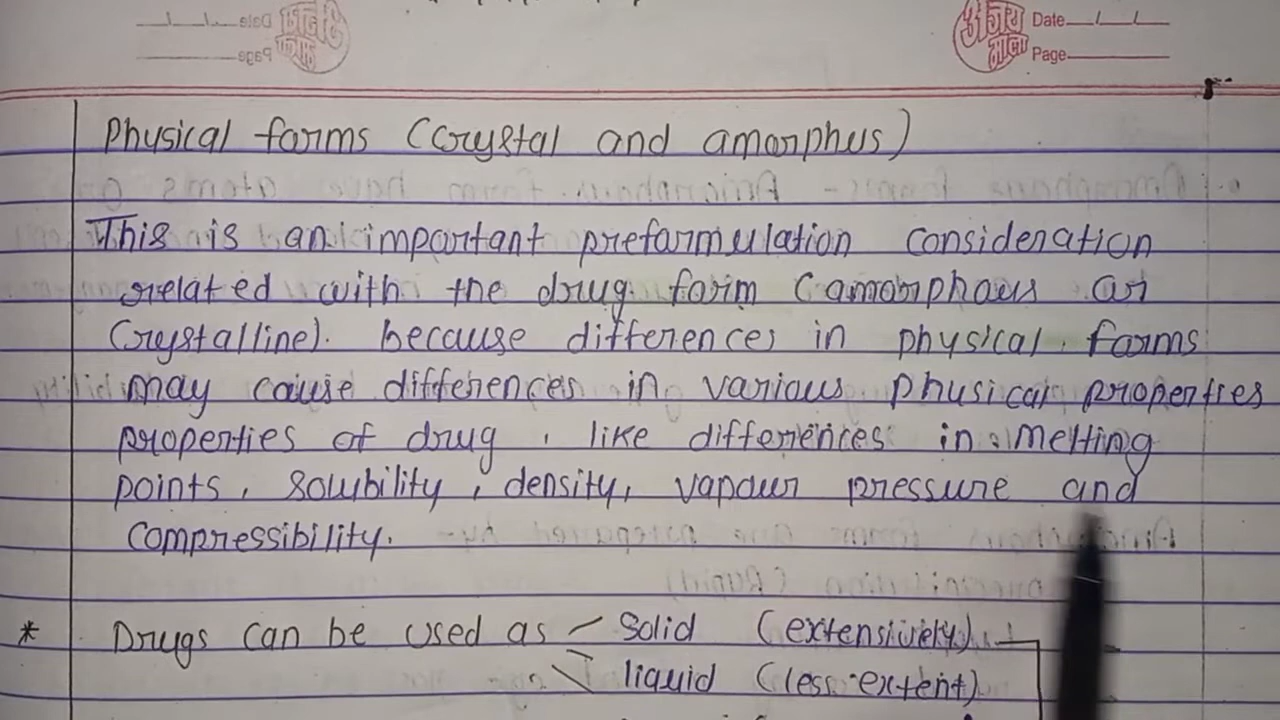 Date
Page
Physical forms (Crystal and amorphus)
This is an important preformulation consideration
related with the drug form (amorphous or
Crystalline). because differences in physical forms
may cause differences in various physical properties
properties of drug, like differences in melting
points, solubility, density, vapour pressure and
compressibility.
* Drugs can be used as - Solid (extensively)
liquid (less extent)